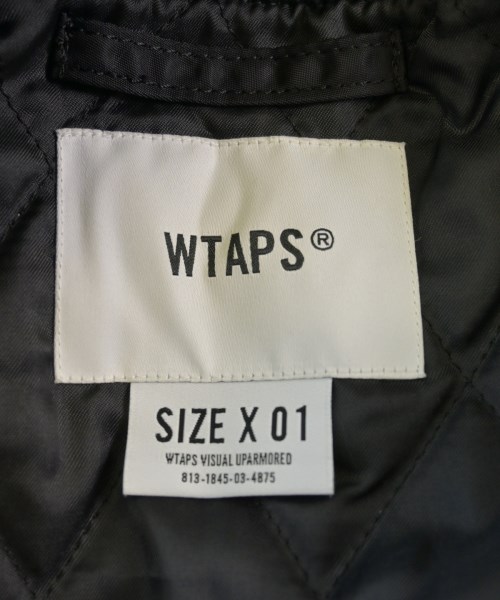 WTAPS®
SIZE X 01
WTAPS VISUAL UPARMORED
813-1845-03-4875